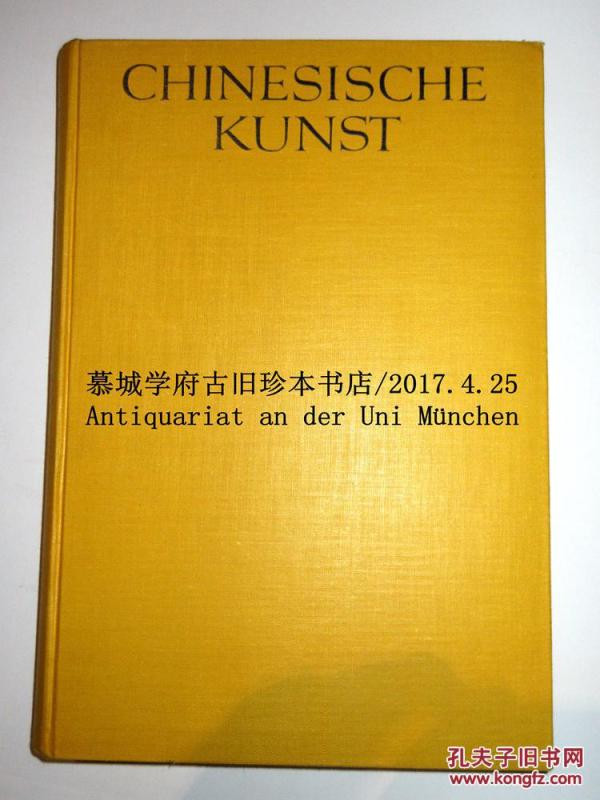 CHINESISCHE
KUNST
慕城学府古旧珍本书店/2017.4.25
Antiquariat an der Uni München
孔夫子旧书网
www.kongfz.com